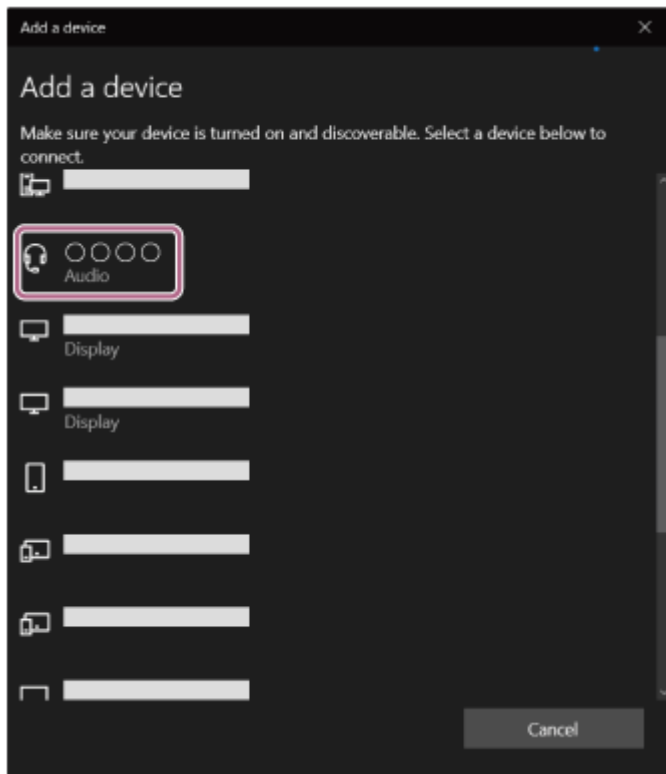 Add a device
Add a device
Make sure your device is turned on and discoverable. Select a device below to
connect.
○○○○
Audio
Display
Display
Cancel